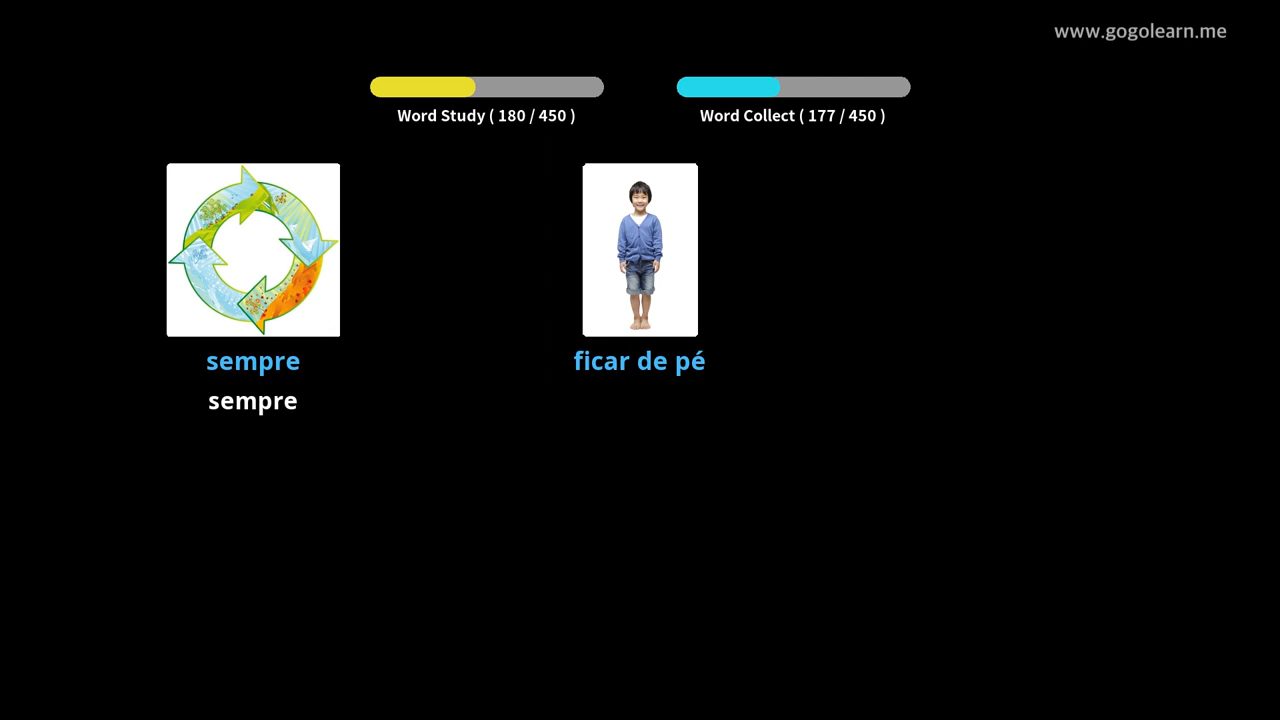 www.gogolearn.me
Word Study ( 180 / 450 )
Word Collect ( 177 / 450 )
sempre
ficar de pé
sempre